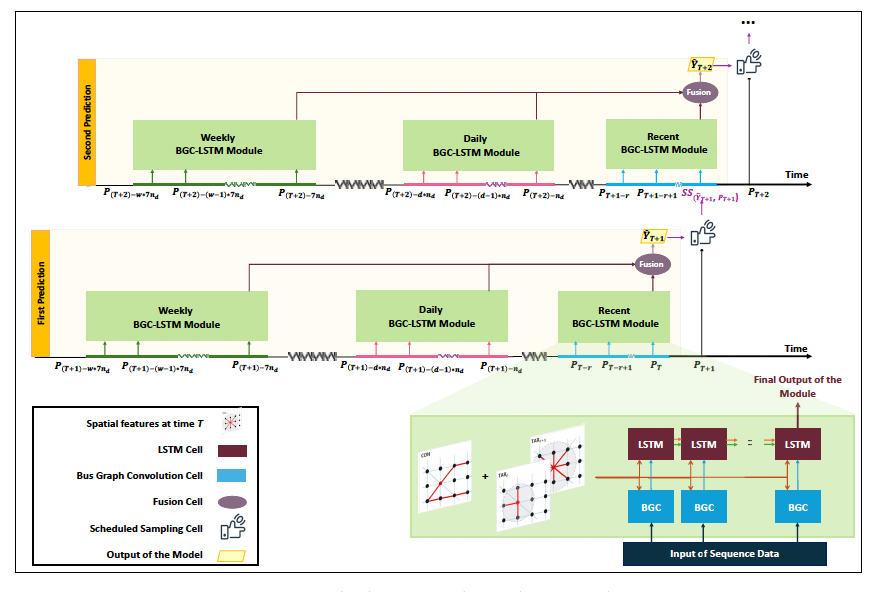 ...
Second Prediction
Ŷ_{T+2}
Fusion
Weekly
BGC-LSTM Module
Daily
BGC-LSTM Module
Recent
BGC-LSTM Module
Time
P_{(T+2)-w*7n_d}
P_{(T+2)-(w-1)*7n_d}
P_{(T+2)-7n_d}
P_{(T+2)-d*n_d}
P_{(T+2)-(d-1)*n_d}
P_{(T+2)-n_d}
P_{T+1-r}
P_{T+1-r+1}
SS_{(Ŷ_{T+1}, P_{T+1})}
P_{T+2}
First Prediction
Ŷ_{T+1}
Fusion
Weekly
BGC-LSTM Module
Daily
BGC-LSTM Module
Recent
BGC-LSTM Module
Time
P_{(T+1)-w*7n_d}
P_{(T+1)-(w-1)*7n_d}
P_{(T+1)-7n_d}
P_{(T+1)-d*n_d}
P_{(T+1)-(d-1)*n_d}
P_{(T+1)-n_d}
P_{T-r}
P_{T-r+1}
P_T
P_{T+1}
Final Output of the
Module
Spatial features at time T
LSTM Cell
Bus Graph Convolution Cell
Fusion Cell
Scheduled Sampling Cell
Output of the Model
CON
+
LSTM
LSTM
LSTM
BGC
BGC
BGC
Input of Sequence Data